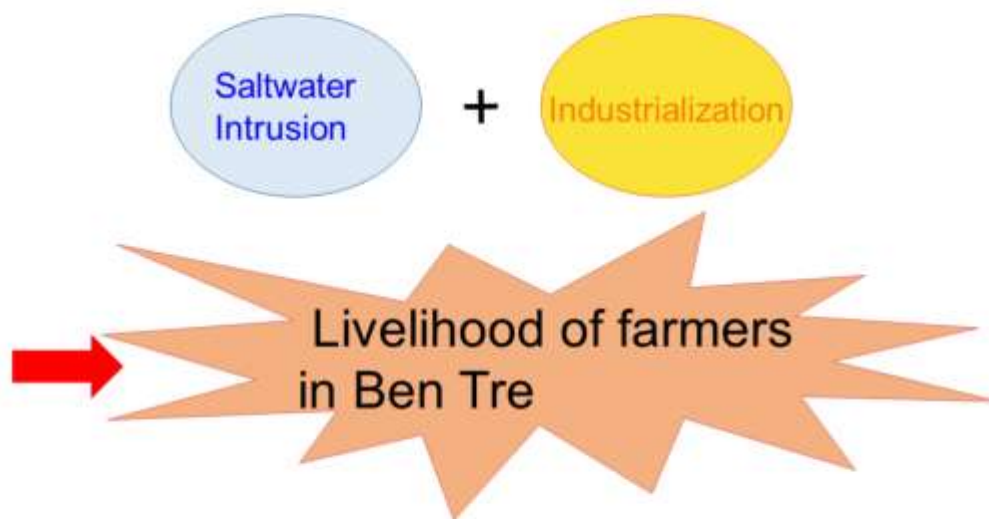 Saltwater
Intrusion
+
Industrialization
Livelihood of farmers
in Ben Tre